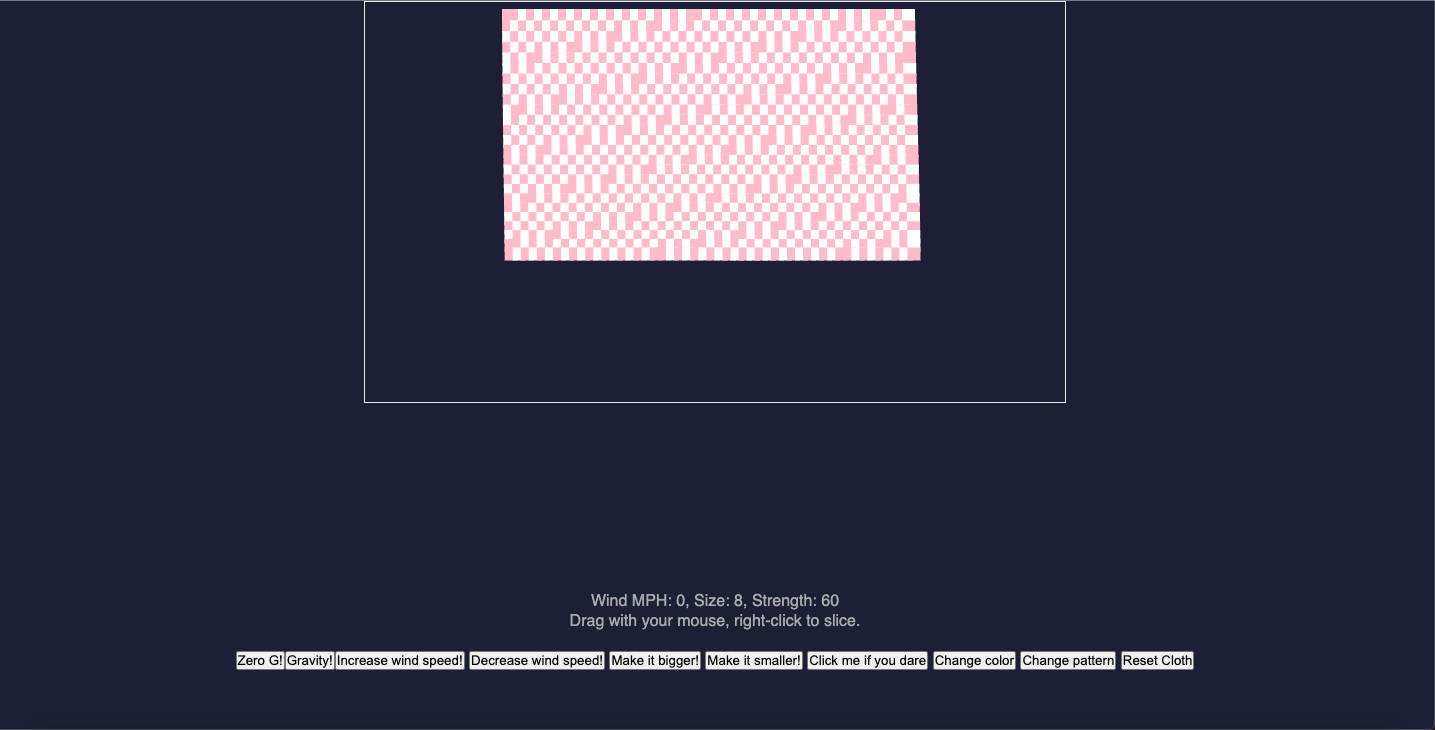 Wind MPH: 0, Size: 8, Strength: 60
Drag with your mouse, right-click to slice.
Zero G! Gravity! Increase wind speed! Decrease wind speed! Make it bigger! Make it smaller! Click me if you dare Change color Change pattern Reset Cloth